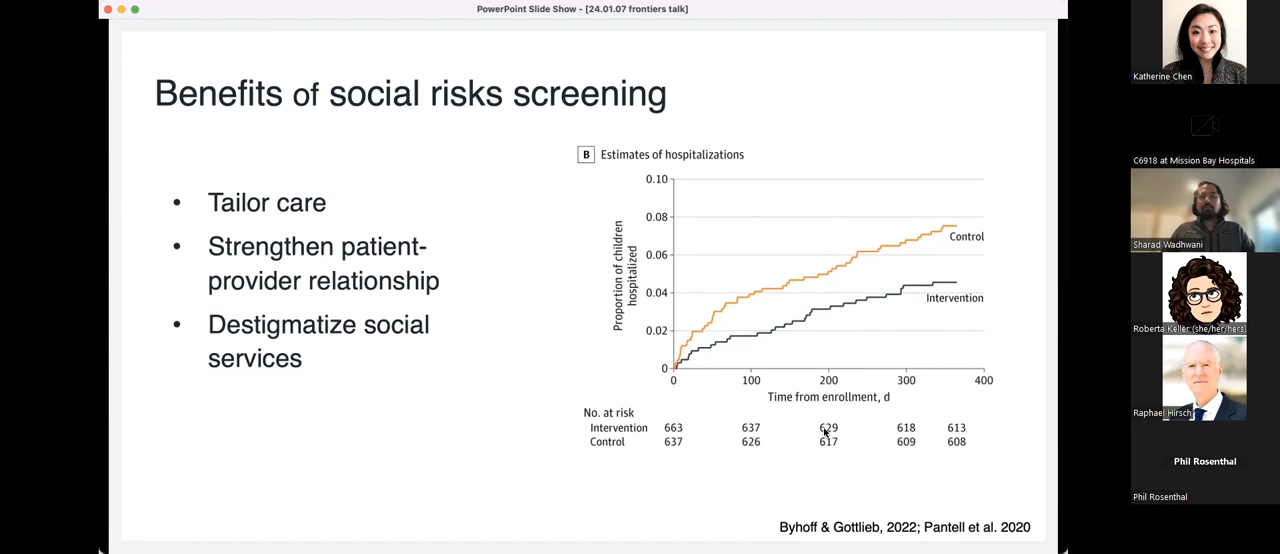 PowerPoint Slide Show - [24.01.07 frontiers talk]
Benefits of social risks screening
• Tailor care
• Strengthen patient-
provider relationship
• Destigmatize social
services
B Estimates of hospitalizations
Proportion of children
hospitalized
0.10
0.08
0.06
0.04
0.02
0
Control
Intervention
0 100 200 300 400
Time from enrollment, d
No. at risk
Intervention 663 637 629 618 613
Control 637 626 617 609 608
Byhoff & Gottlieb, 2022; Pantell et al. 2020
Katherine Chen
C6918 at Mission Bay Hospitals
Sharad Wadhwani
Roberta Keller (she/her/hers)
Raphael Hirsch
Phil Rosenthal
Phil Rosenthal